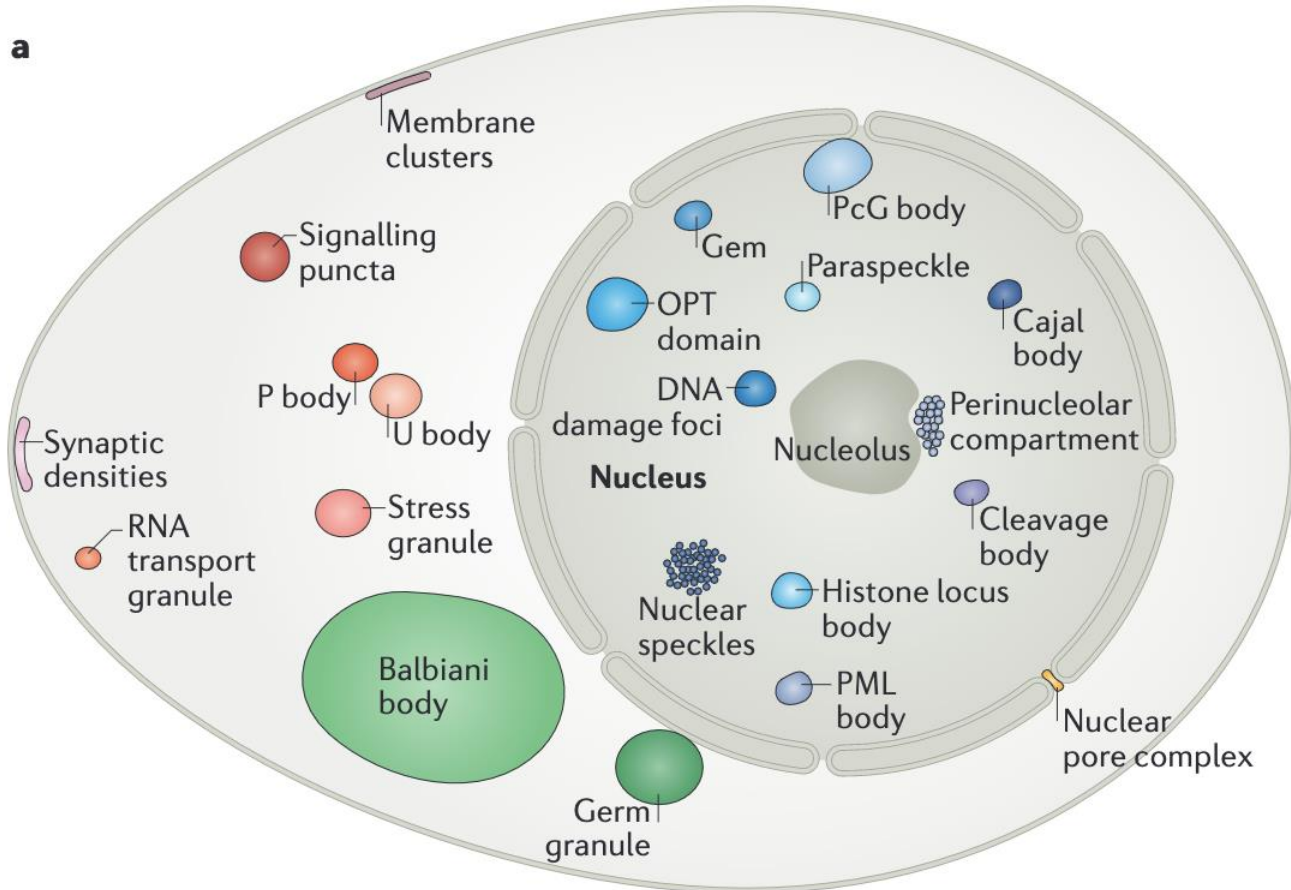 a
Membrane
clusters
Signalling
puncta
P body
U body
Synaptic
densities
RNA
transport
granule
Stress
granule
Balbiani
body
Germ
granule
PcG body
Gem
Paraspeckle
OPT
domain
Cajal
body
DNA
damage foci
Nucleolus
Perinucleolar
compartment
Nucleus
Cleavage
body
Nuclear
speckles
Histone locus
body
PML
body
Nuclear
pore complex